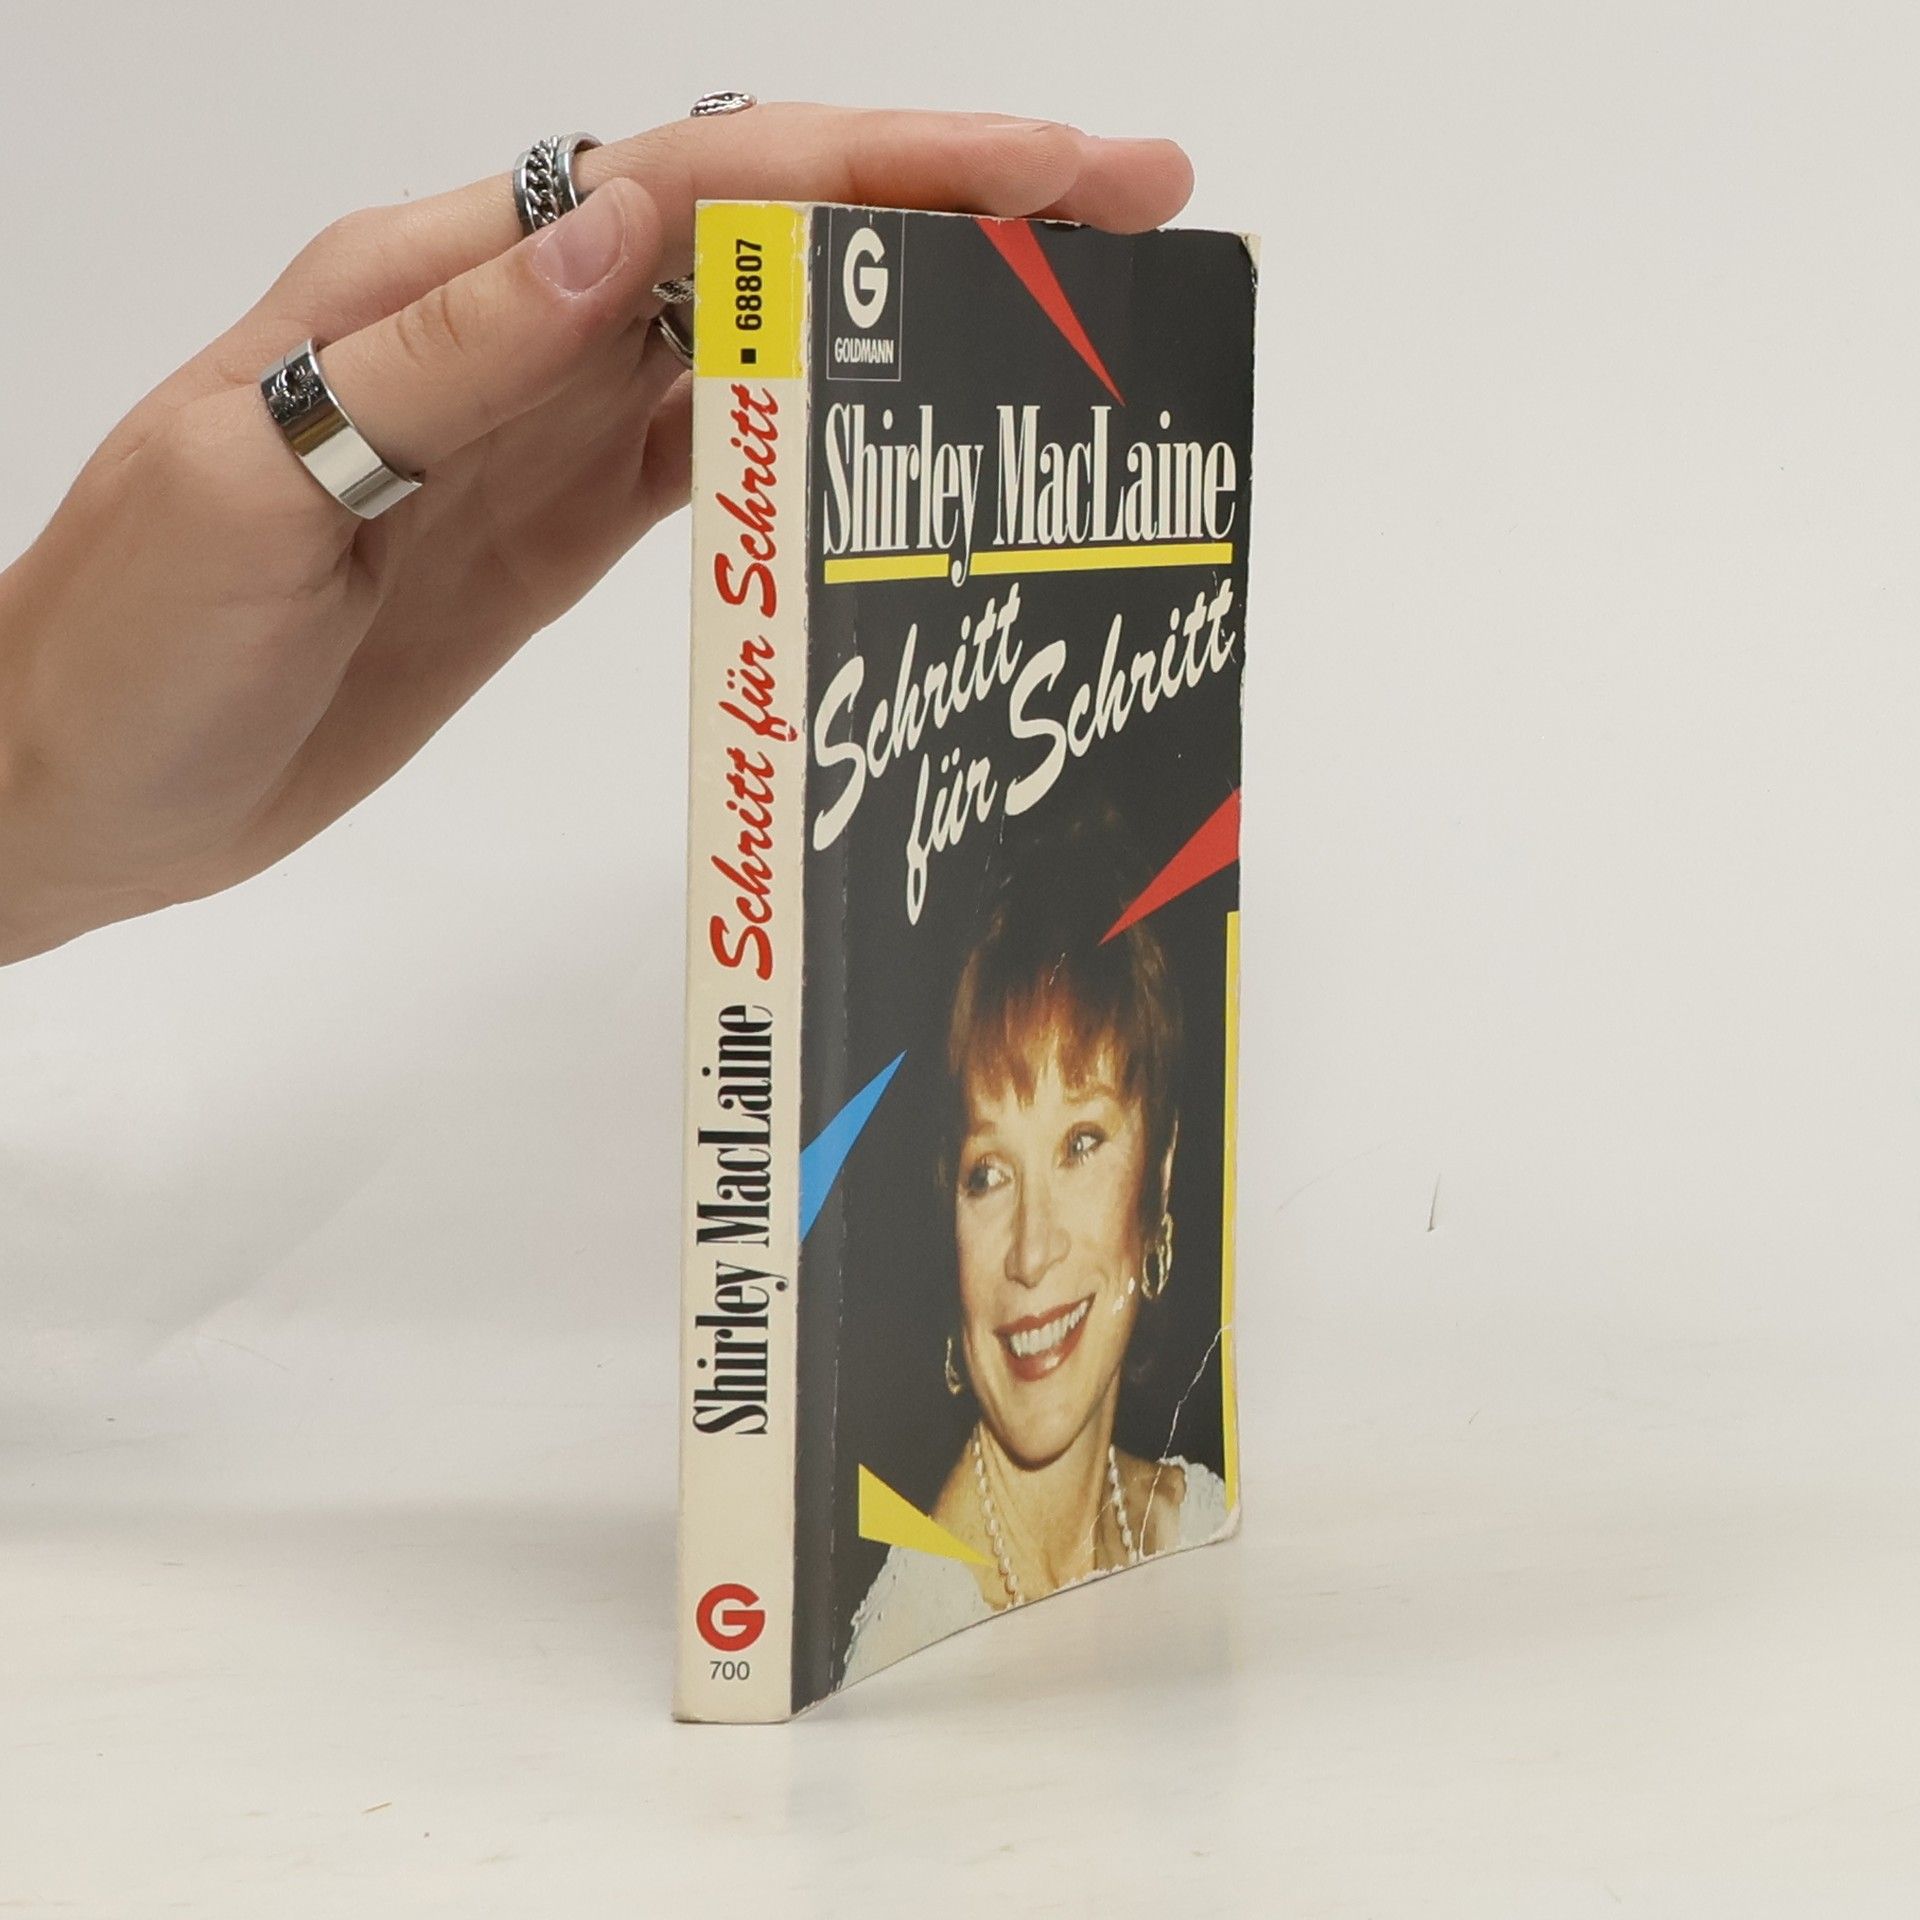 68807
Schritt für Schritt
Shirley MacLaine
G
700
G
GOLDMANN
Shirley MacLaine
Schritt
für Schritt